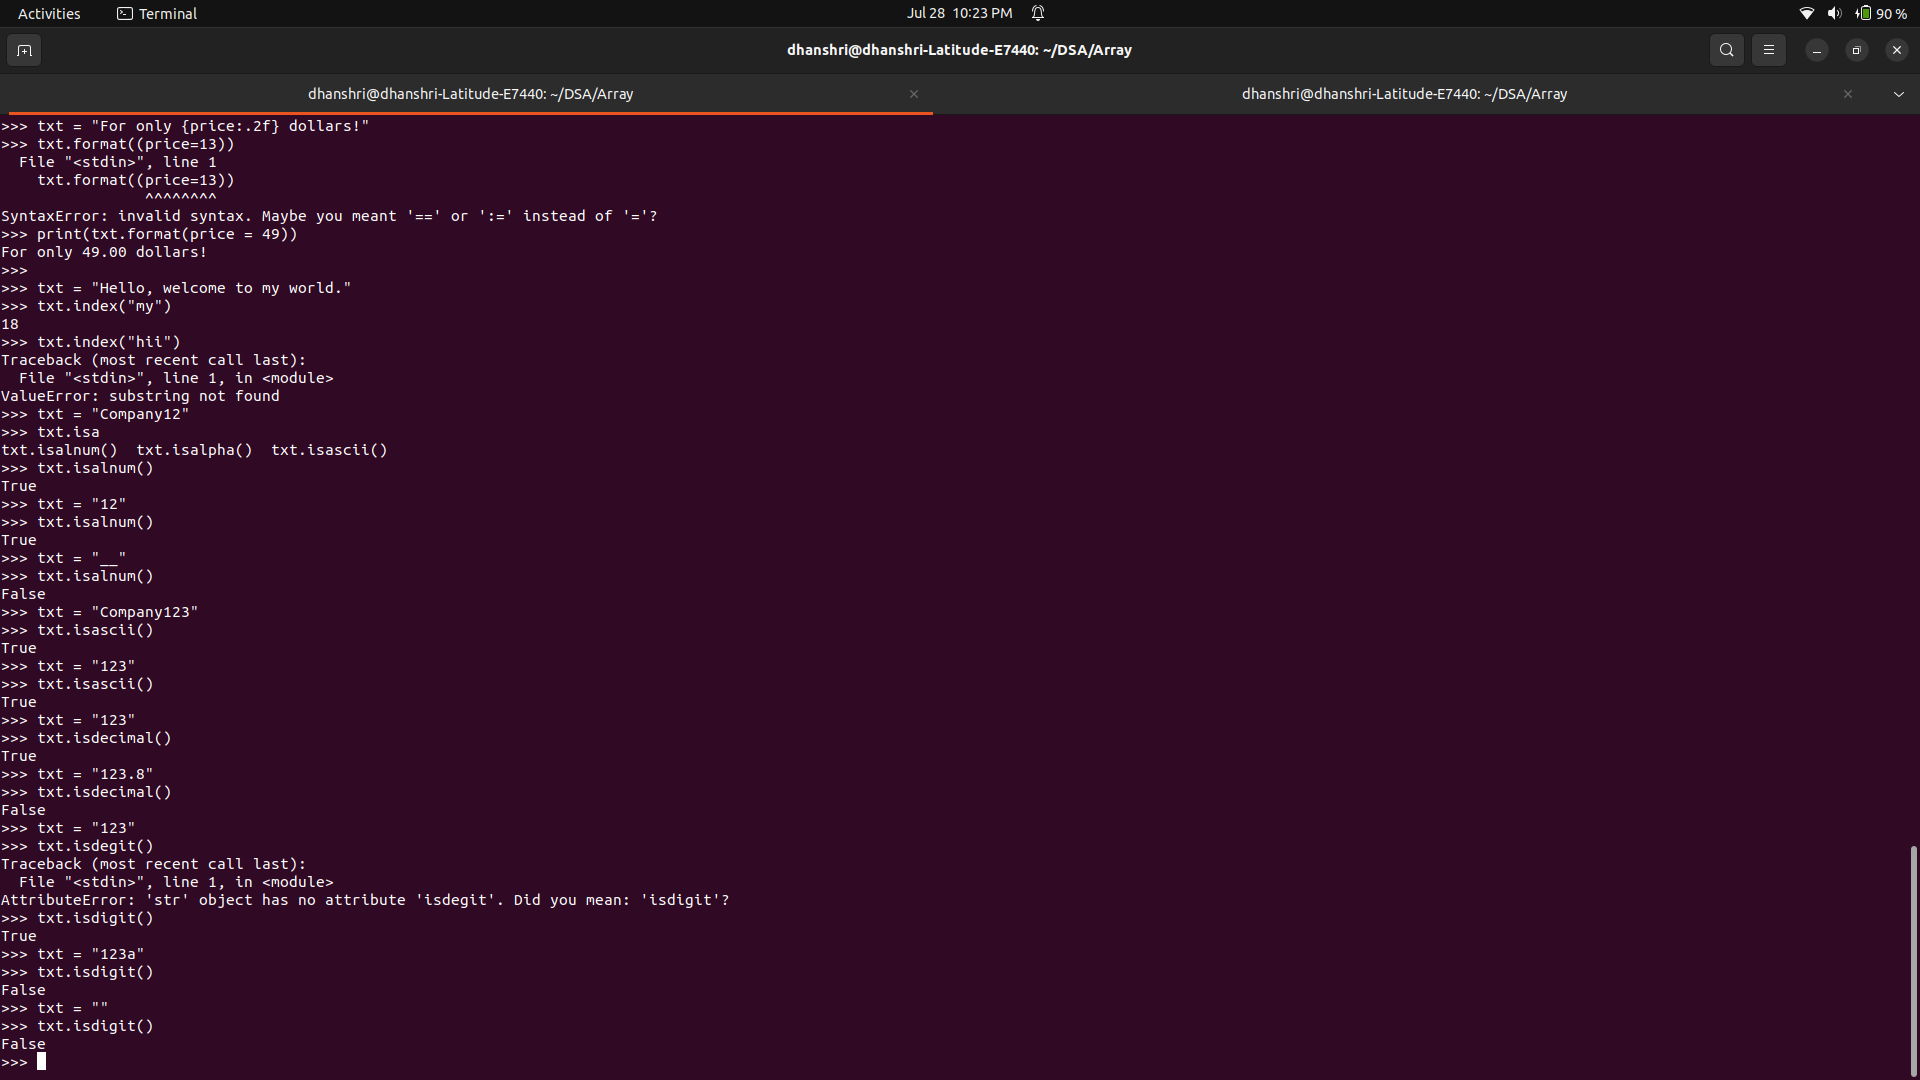 Activities Terminal Jul 28 10:23 PM 90 %
dhanshri@dhanshri-Latitude-E7440: ~/DSA/Array
dhanshri@dhanshri-Latitude-E7440: ~/DSA/Array dhanshri@dhanshri-Latitude-E7440: ~/DSA/Array
>>> txt = "For only {price:.2f} dollars!"
>>> txt.format((price=13))
  File "<stdin>", line 1
    txt.format((price=13))
                ^^^^^^^^
SyntaxError: invalid syntax. Maybe you meant '==' or ':=' instead of '='?
>>> print(txt.format(price = 49))
For only 49.00 dollars!
>>>
>>> txt = "Hello, welcome to my world."
>>> txt.index("my")
18
>>> txt.index("hii")
Traceback (most recent call last):
  File "<stdin>", line 1, in <module>
ValueError: substring not found
>>> txt = "Company12"
>>> txt.isa
txt.isalnum()  txt.isalpha()  txt.isascii()
>>> txt.isalnum()
True
>>> txt = "12"
>>> txt.isalnum()
True
>>> txt = "__"
>>> txt.isalnum()
False
>>> txt = "Company123"
>>> txt.isascii()
True
>>> txt = "123"
>>> txt.isascii()
True
>>> txt = "123"
>>> txt.isdecimal()
True
>>> txt = "123.8"
>>> txt.isdecimal()
False
>>> txt = "123"
>>> txt.isdegit()
Traceback (most recent call last):
  File "<stdin>", line 1, in <module>
AttributeError: 'str' object has no attribute 'isdegit'. Did you mean: 'isdigit'?
>>> txt.isdigit()
True
>>> txt = "123a"
>>> txt.isdigit()
False
>>> txt = ""
>>> txt.isdigit()
False
>>>